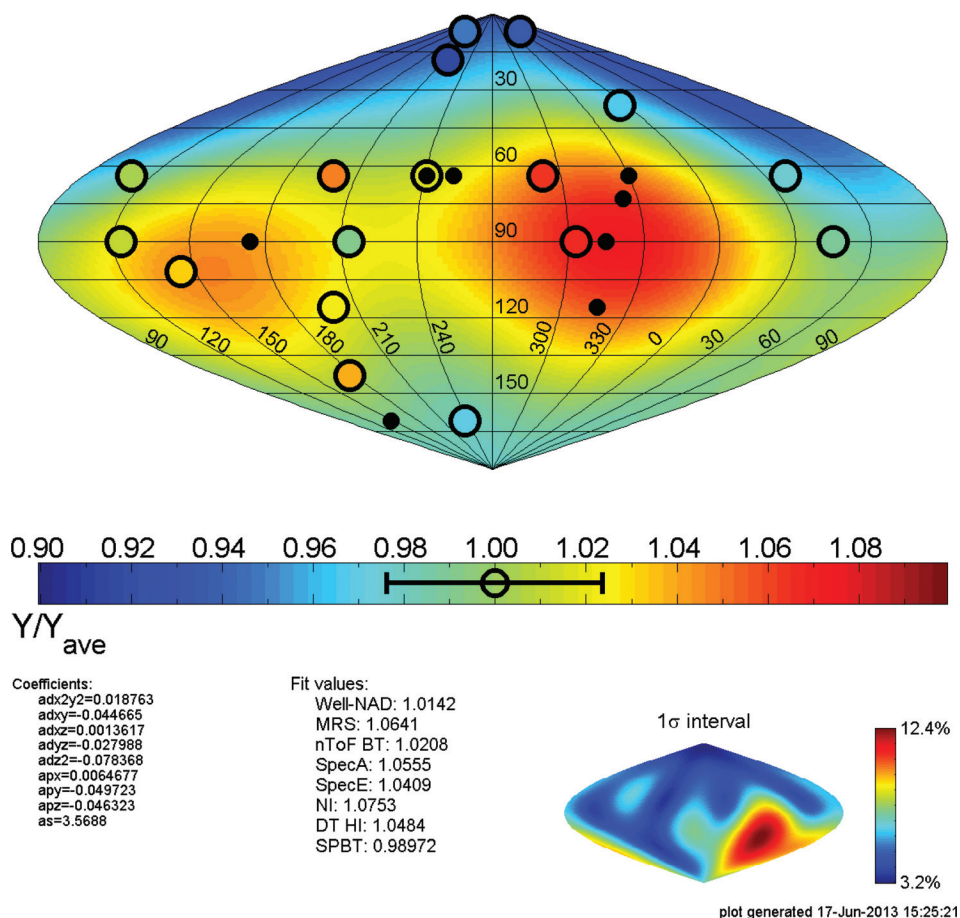 30
60
90
120
150
90 120 150 180 210 240 300 330 0 30 60 90
0.90 0.92 0.94 0.96 0.98 1.00 1.02 1.04 1.06 1.08
Y/Yave
Coefficients:
adx2y2=0.018763
adxy=-0.044665
adxz=0.0013617
adyz=-0.027988
adz2=-0.078368
apx=0.0064677
apy=-0.049723
apz=-0.046323
as=3.5688
Fit values:
Well-NAD: 1.0142
MRS: 1.0641
nToF BT: 1.0208
SpecA: 1.0555
SpecE: 1.0409
NI: 1.0753
DT HI: 1.0484
SPBT: 0.98972
1σ interval
12.4%
3.2%
plot generated 17-Jun-2013 15:25:21